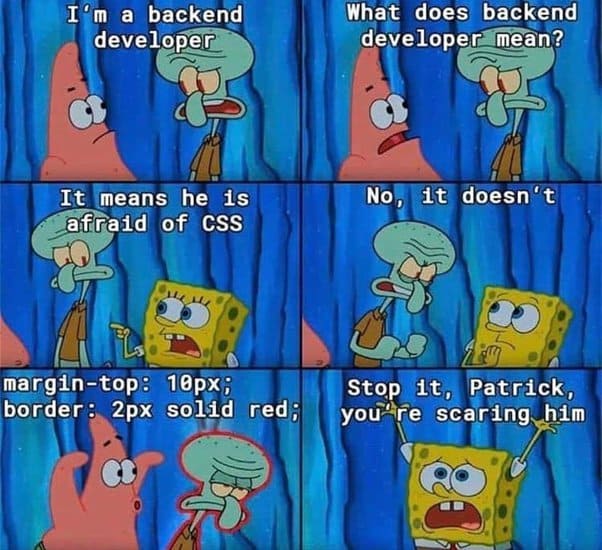 I'm a backend
developer
What does backend
developer mean?
It means he is
afraid of CSS
No, it doesn't
margin-top: 10px;
border: 2px solid red;
Stop it, Patrick,
you're scaring him